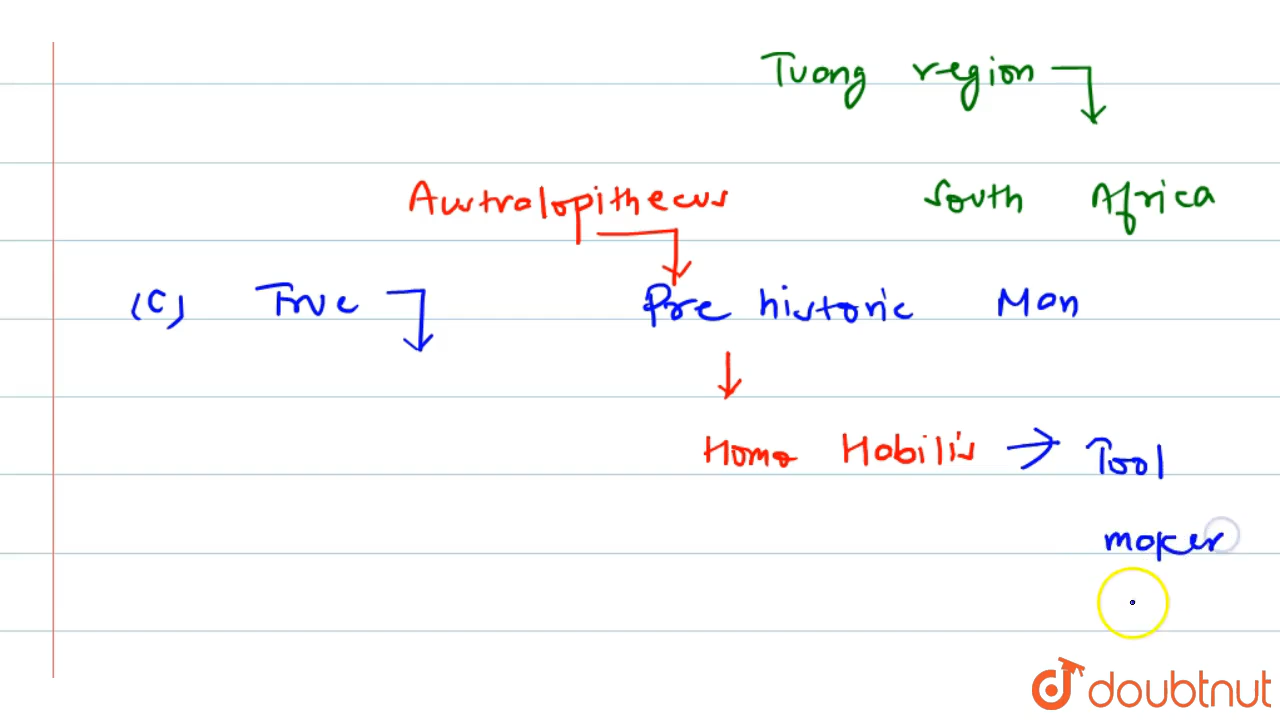 Tuong region
Australopithecus South Africa
(C) True Pre historic Man
Homo Habilis → Tool
maker
doubtnut